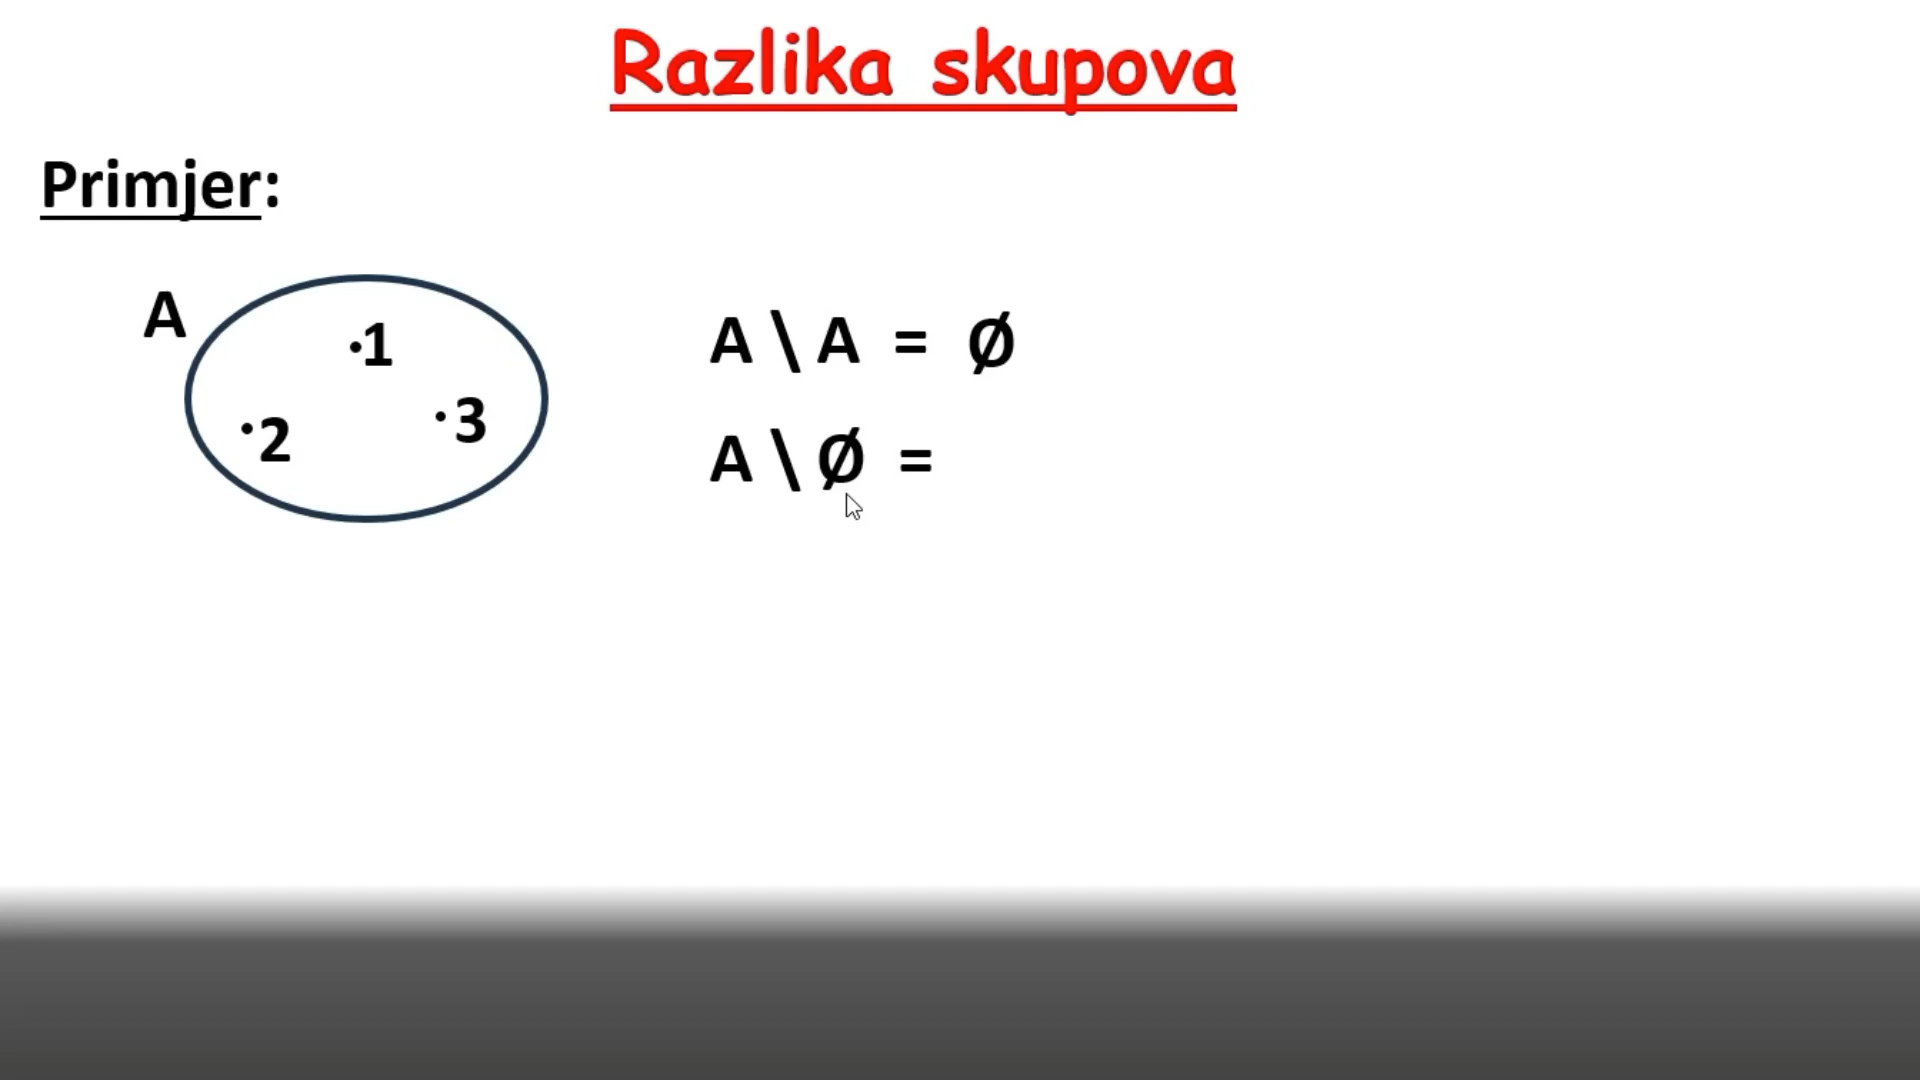 Razlika skupova
Primjer:
A
·1
·2
·3
A \ A = Ø
A \ Ø =